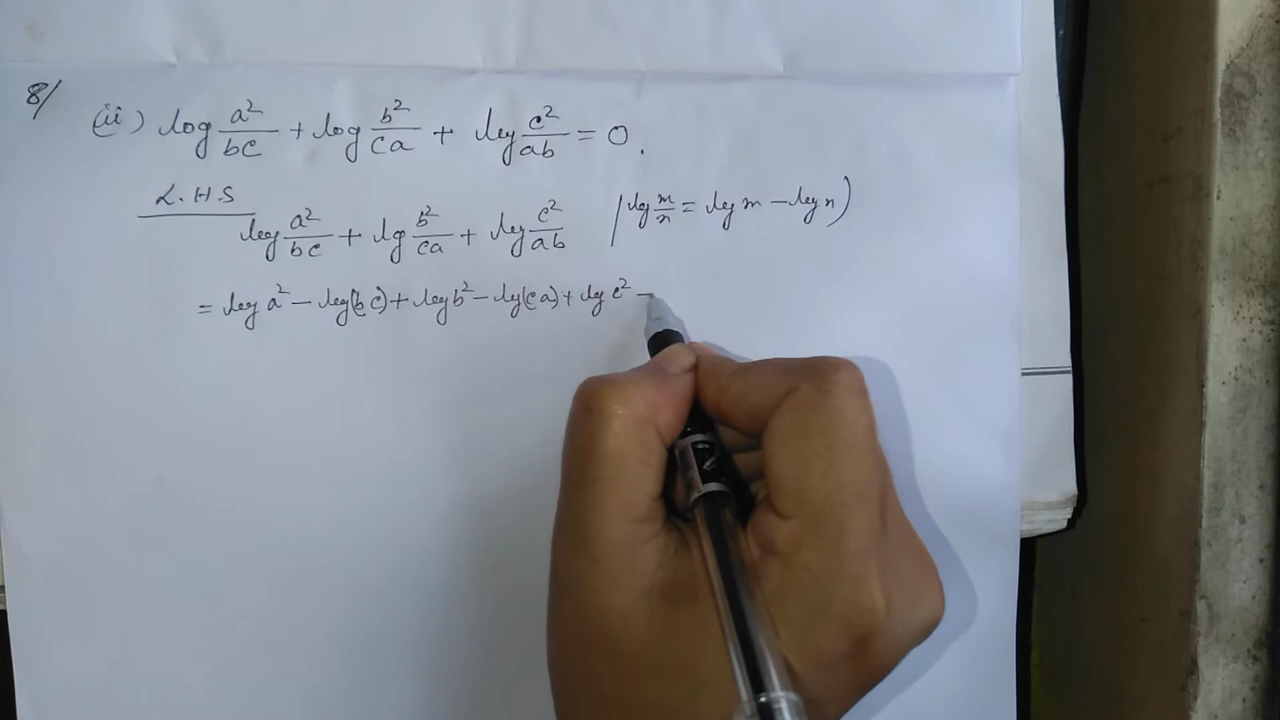 8/ (ii) log a²/bc + log b²/ca + log c²/ab = 0.
L.H.S
log a²/bc + log b²/ca + log c²/ab (log m/n = log m - log n)
= log a² - log(bc) + log b² - log(ca) + log c² -